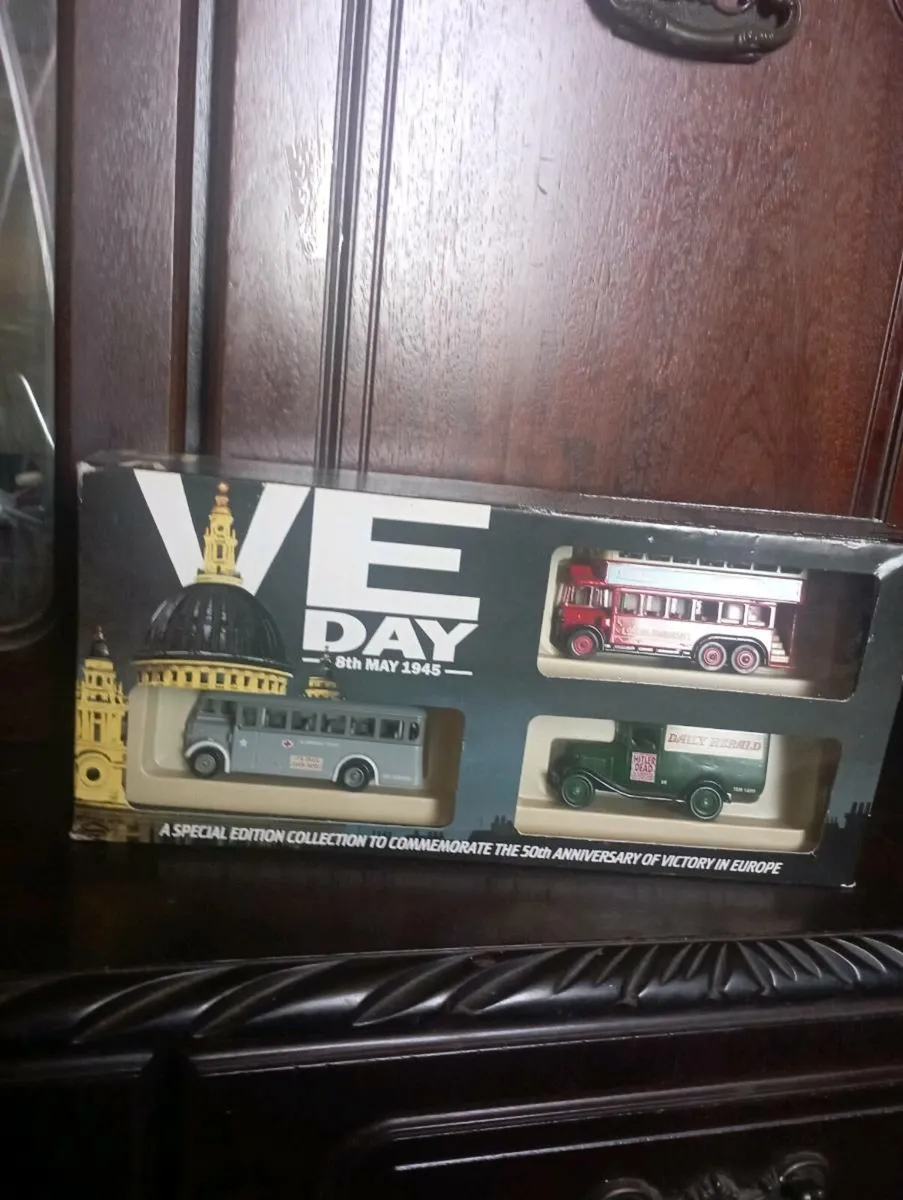 VE
DAY
8th MAY 1945
DAILY HERALD
HITLER
DEAD
A SPECIAL EDITION COLLECTION TO COMMEMORATE THE 50th ANNIVERSARY OF VICTORY IN EUROPE